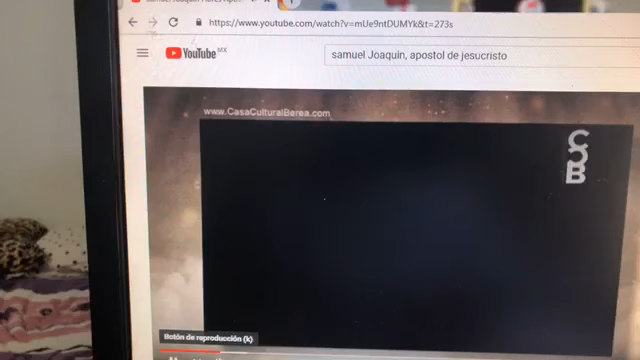 https://www.youtube.com/watch?v=mUe9ntDUMYk&t=273s
YouTube MX
samuel Joaquin, apostol de jesucristo
www.CasaCulturalBerea.com
CCB
Botón de reproducción (k)